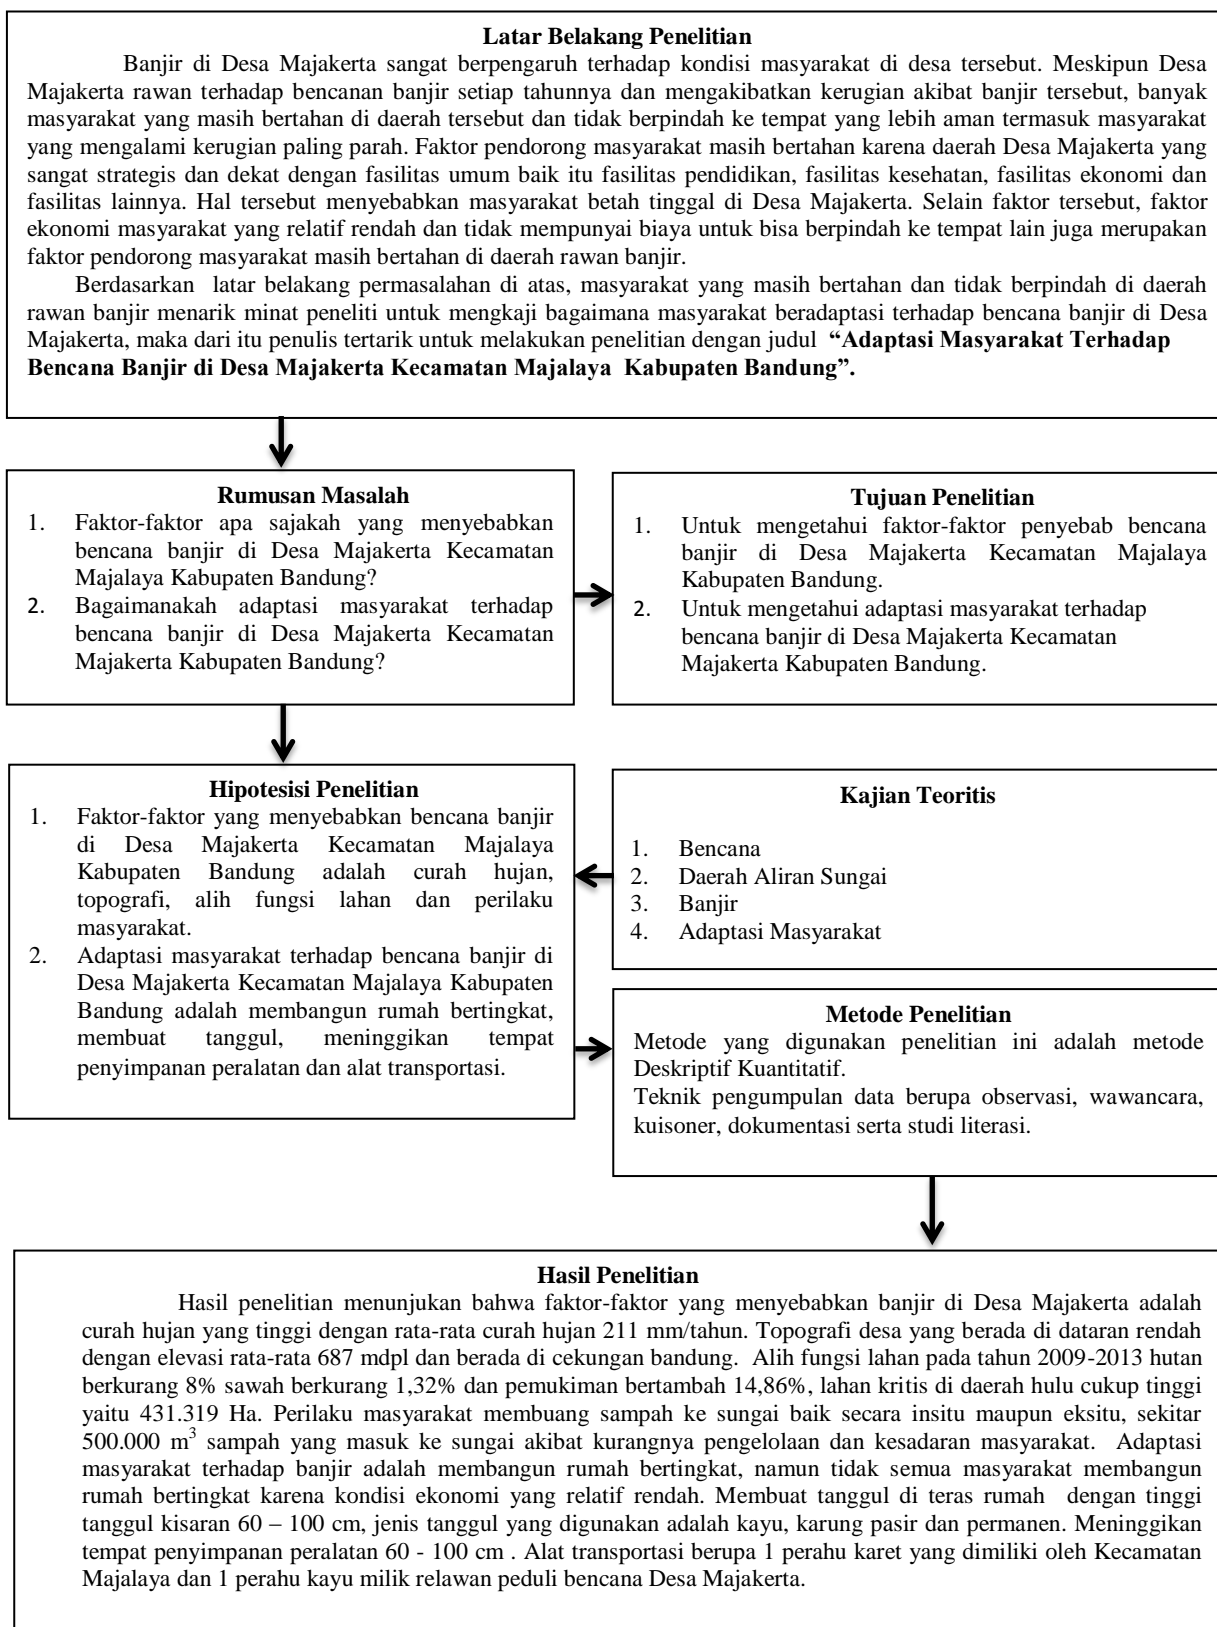 Latar Belakang Penelitian
Banjir di Desa Majakerta sangat berpengaruh terhadap kondisi masyarakat di desa tersebut. Meskipun Desa
Majakerta rawan terhadap bencanan banjir setiap tahunnya dan mengakibatkan kerugian akibat banjir tersebut, banyak
masyarakat yang masih bertahan di daerah tersebut dan tidak berpindah ke tempat yang lebih aman termasuk masyarakat
yang mengalami kerugian paling parah. Faktor pendorong masyarakat masih bertahan karena daerah Desa Majakerta yang
sangat strategis dan dekat dengan fasilitas umum baik itu fasilitas pendidikan, fasilitas kesehatan, fasilitas ekonomi dan
fasilitas lainnya. Hal tersebut menyebabkan masyarakat betah tinggal di Desa Majakerta. Selain faktor tersebut, faktor
ekonomi masyarakat yang relatif rendah dan tidak mempunyai biaya untuk bisa berpindah ke tempat lain juga merupakan
faktor pendorong masyarakat masih bertahan di daerah rawan banjir.
Berdasarkan latar belakang permasalahan di atas, masyarakat yang masih bertahan dan tidak berpindah di daerah
rawan banjir menarik minat peneliti untuk mengkaji bagaimana masyarakat beradaptasi terhadap bencana banjir di Desa
Majakerta, maka dari itu penulis tertarik untuk melakukan penelitian dengan judul “Adaptasi Masyarakat Terhadap
Bencana Banjir di Desa Majakerta Kecamatan Majalaya Kabupaten Bandung”.
Rumusan Masalah
1. Faktor-faktor apa sajakah yang menyebabkan
bencana banjir di Desa Majakerta Kecamatan
Majalaya Kabupaten Bandung?
2. Bagaimanakah adaptasi masyarakat terhadap
bencana banjir di Desa Majakerta Kecamatan
Majakerta Kabupaten Bandung?
Tujuan Penelitian
1. Untuk mengetahui faktor-faktor penyebab bencana
banjir di Desa Majakerta Kecamatan Majalaya
Kabupaten Bandung.
2. Untuk mengetahui adaptasi masyarakat terhadap
bencana banjir di Desa Majakerta Kecamatan
Majakerta Kabupaten Bandung.
Hipotesisi Penelitian
1. Faktor-faktor yang menyebabkan bencana banjir
di Desa Majakerta Kecamatan Majalaya
Kabupaten Bandung adalah curah hujan,
topografi, alih fungsi lahan dan perilaku
masyarakat.
2. Adaptasi masyarakat terhadap bencana banjir di
Desa Majakerta Kecamatan Majalaya Kabupaten
Bandung adalah membangun rumah bertingkat,
membuat tanggul, meninggikan tempat
penyimpanan peralatan dan alat transportasi.
Kajian Teoritis
1. Bencana
2. Daerah Aliran Sungai
3. Banjir
4. Adaptasi Masyarakat
Metode Penelitian
Metode yang digunakan penelitian ini adalah metode
Deskriptif Kuantitatif.
Teknik pengumpulan data berupa observasi, wawancara,
kuisoner, dokumentasi serta studi literasi.
Hasil Penelitian
Hasil penelitian menunjukan bahwa faktor-faktor yang menyebabkan banjir di Desa Majakerta adalah
curah hujan yang tinggi dengan rata-rata curah hujan 211 mm/tahun. Topografi desa yang berada di dataran rendah
dengan elevasi rata-rata 687 mdpl dan berada di cekungan bandung. Alih fungsi lahan pada tahun 2009-2013 hutan
berkurang 8% sawah berkurang 1,32% dan pemukiman bertambah 14,86%, lahan kritis di daerah hulu cukup tinggi
yaitu 431.319 Ha. Perilaku masyarakat membuang sampah ke sungai baik secara insitu maupun eksitu, sekitar
500.000 m³ sampah yang masuk ke sungai akibat kurangnya pengelolaan dan kesadaran masyarakat. Adaptasi
masyarakat terhadap banjir adalah membangun rumah bertingkat, namun tidak semua masyarakat membangun
rumah bertingkat karena kondisi ekonomi yang relatif rendah. Membuat tanggul di teras rumah dengan tinggi
tanggul kisaran 60 – 100 cm, jenis tanggul yang digunakan adalah kayu, karung pasir dan permanen. Meninggikan
tempat penyimpanan peralatan 60 - 100 cm . Alat transportasi berupa 1 perahu karet yang dimiliki oleh Kecamatan
Majalaya dan 1 perahu kayu milik relawan peduli bencana Desa Majakerta.